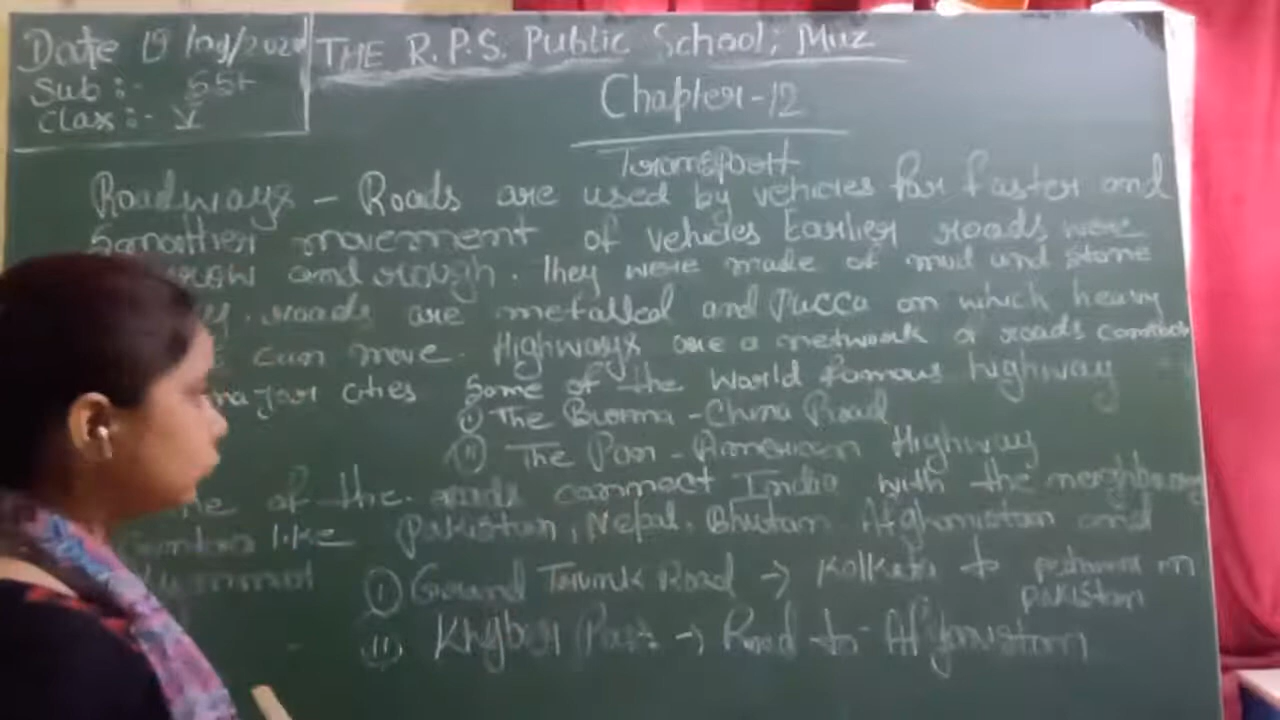 Date 19/09/202
Sub :- SSt
Class :- V
THE R.P.S. Public School; Muz
Chapter-12
Transport
Roadways - Roads are used by vehicles for faster and
Smoother movement of vehicles Earlier roads were
and rough. They were made of mud and stone
roads are metalled and Pucca on which heavy
can move. Highways are a network of roads connect
major cities Some of the World famous highway
(i) The Burma - China Road
(ii) The Pan - American Highway
of the roads connect India with the neighbouring
like Pakistan, Nepal, Bhutan Afghanistan and
(i) Grand Trunk Road → Kolkata to Peshawar in
Pakistan
(ii) Khyber Pass → Road to Afghanistan